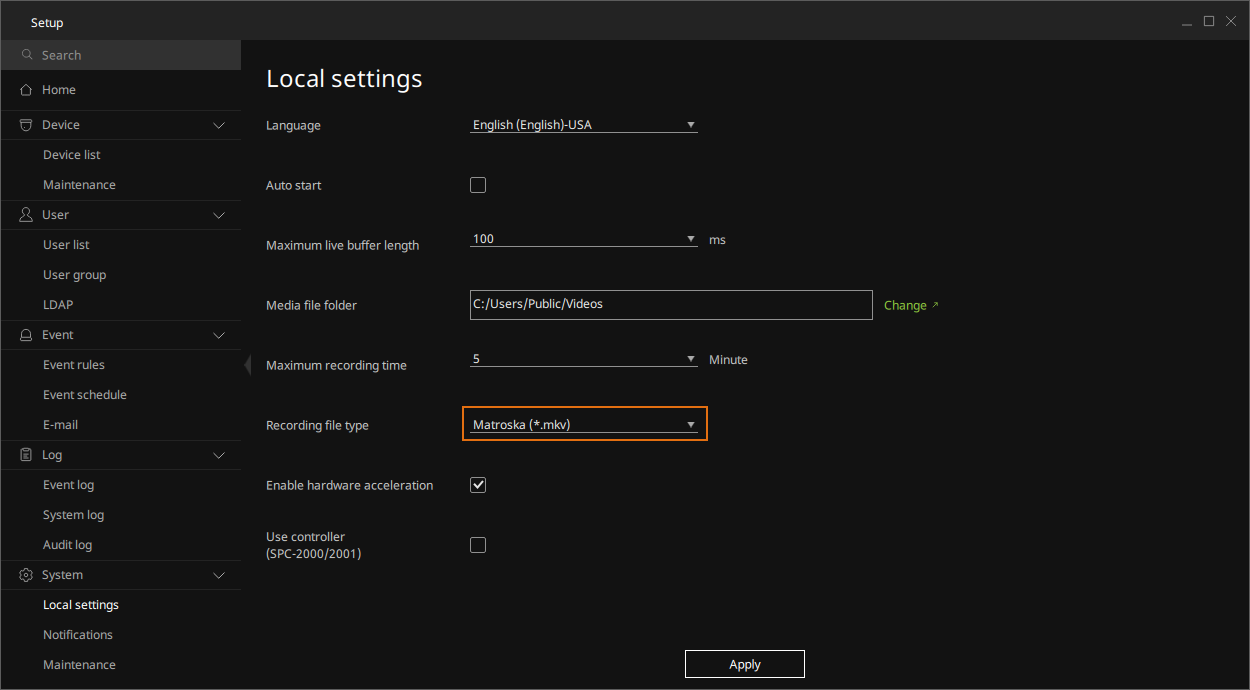 Setup
Search
Home
Device
Device list
Maintenance
User
User list
User group
LDAP
Event
Event rules
Event schedule
E-mail
Log
Event log
System log
Audit log
System
Local settings
Notifications
Maintenance
Local settings
Language English (English)-USA
Auto start
Maximum live buffer length 100 ms
Media file folder C:/Users/Public/Videos Change
Maximum recording time 5 Minute
Recording file type Matroska (*.mkv)
Enable hardware acceleration
Use controller
(SPC-2000/2001)
Apply